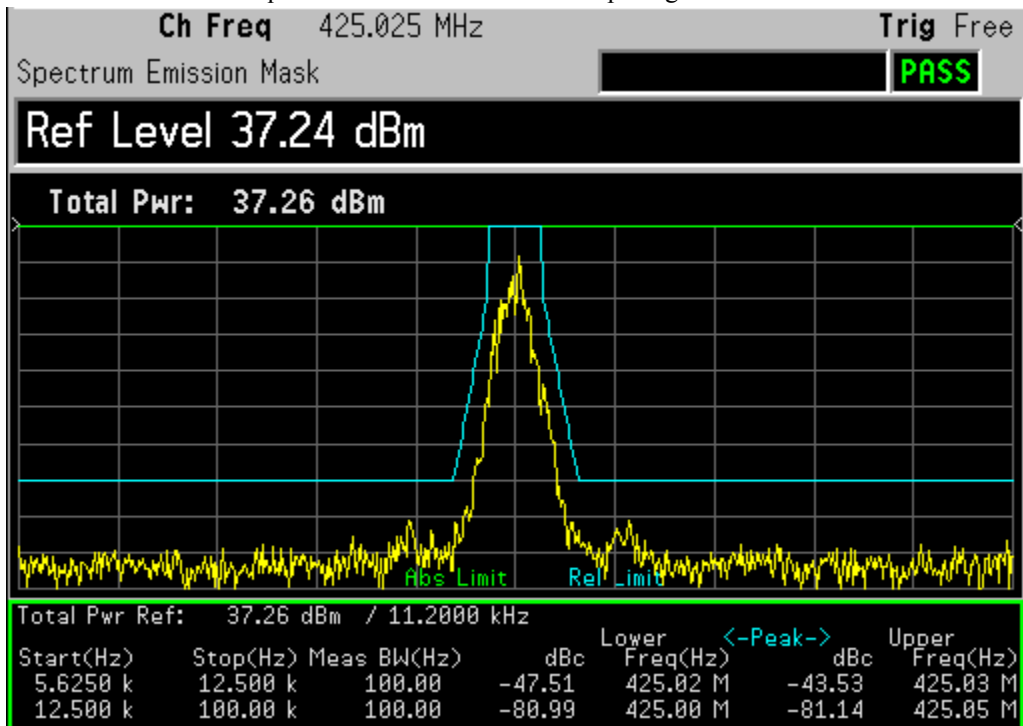 Ch Freq 425.025 MHz Trig Free
Spectrum Emission Mask PASS
Ref Level 37.24 dBm
Total Pwr: 37.26 dBm
Abs Limit Rel Limit
Total Pwr Ref: 37.26 dBm / 11.2000 kHz
Lower <-Peak-> Upper
Start(Hz) Stop(Hz) Meas BW(Hz) dBc Freq(Hz) dBc Freq(Hz)
5.6250 k 12.500 k 100.00 -47.51 425.02 M -43.53 425.03 M
12.500 k 100.00 k 100.00 -80.99 425.00 M -81.14 425.05 M